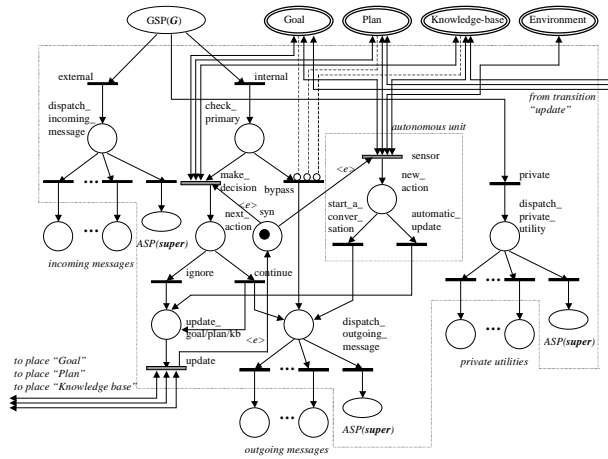 GSP(G)
Goal
Plan
Knowledge-base
Environment
external
internal
dispatch_
incoming_
message
check_
primary
from transition
"update"
autonomous unit
sensor
<e>
make_
decision
bypass
new_
action
private
<e>
syn
next_
action
start_a_
conver_
sation
automatic_
update
dispatch_
private_
utility
ASP(super)
incoming messages
ignore
continue
update_
goal/plan/kb
<e>
dispatch_
outgoing_
message
update
to place "Goal"
to place "Plan"
to place "Knowledge base"
private utilities
ASP(super)
ASP(super)
outgoing messages